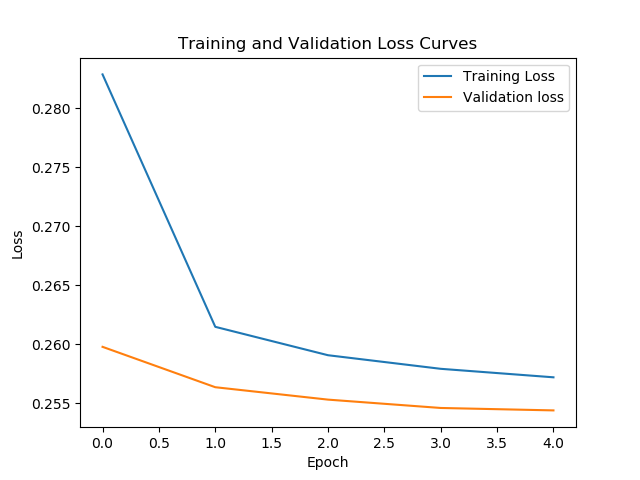 Training and Validation Loss Curves
Training Loss
Validation loss
0.280
0.275
0.270
0.265
0.260
0.255
Loss
0.0 0.5 1.0 1.5 2.0 2.5 3.0 3.5 4.0
Epoch